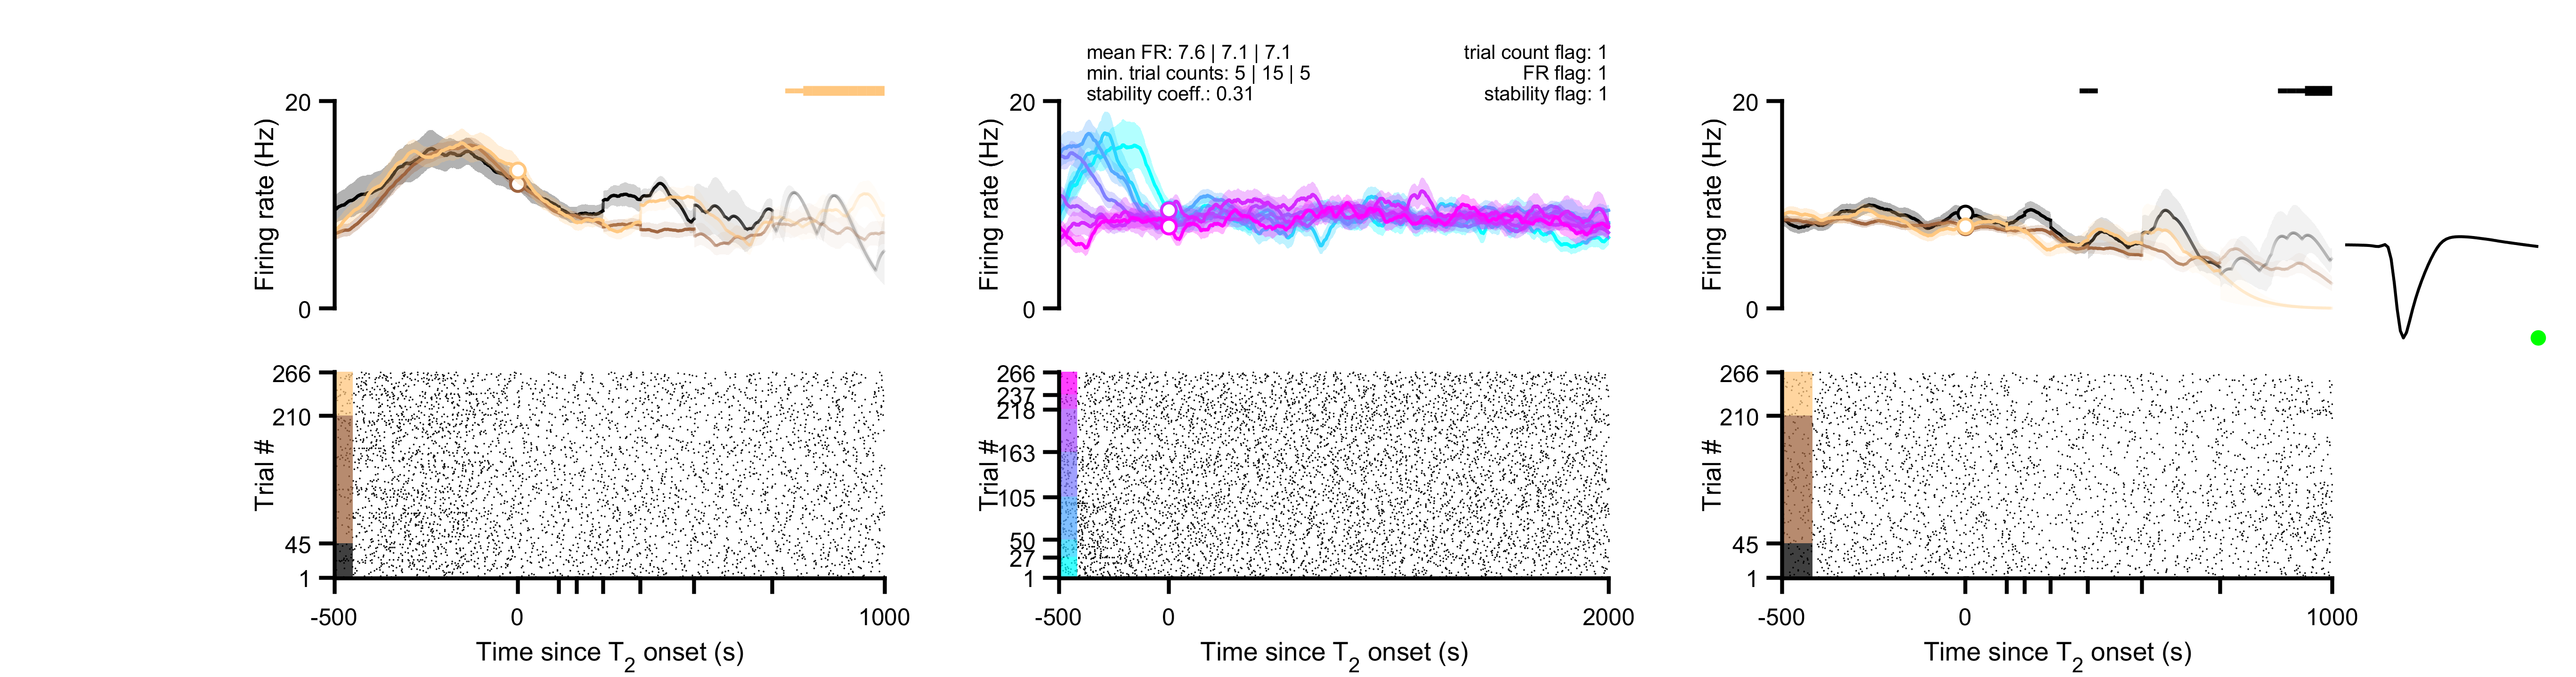 mean FR: 7.6 | 7.1 | 7.1
min. trial counts: 5 | 15 | 5
stability coeff.: 0.31
trial count flag: 1
FR flag: 1
stability flag: 1
20
Firing rate (Hz)
0
266
210
Trial #
45
1
-500
0
1000
Time since T2 onset (s)
20
Firing rate (Hz)
0
266
237
218
163
Trial #
105
50
27
1
-500
0
2000
Time since T2 onset (s)
20
Firing rate (Hz)
0
266
210
Trial #
45
1
-500
0
1000
Time since T2 onset (s)